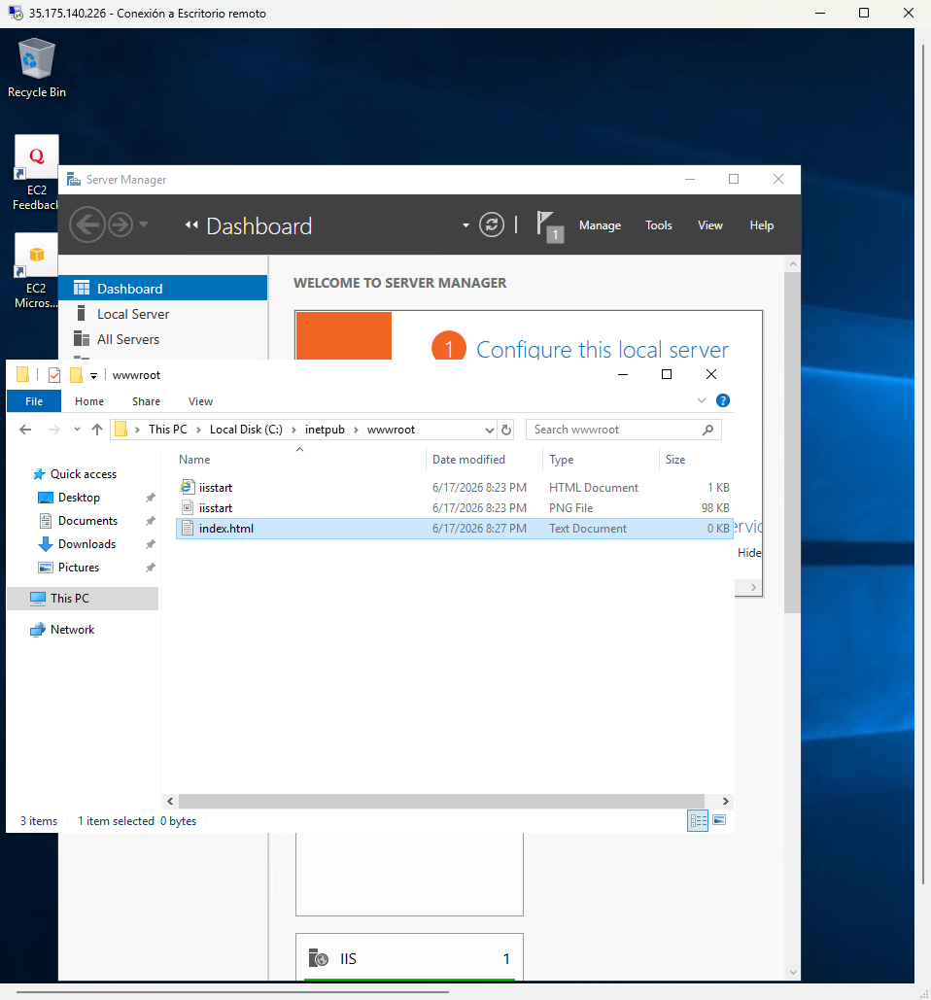 35.175.140.226 - Conexión a Escritorio remoto
Recycle Bin
EC2
Feedback
EC2
Micros...
Server Manager
Dashboard
1
Manage
Tools
View
Help
Dashboard
Local Server
All Servers
WELCOME TO SERVER MANAGER
1 Configure this local server
wwwroot
File
Home
Share
View
This PC
Local Disk (C:)
inetpub
wwwroot
Search wwwroot
Name
Date modified
Type
Size
Quick access
Desktop
Documents
Downloads
Pictures
This PC
Network
iisstart 6/17/2026 8:23 PM HTML Document 1 KB
iisstart 6/17/2026 8:23 PM PNG File 98 KB
index.html 6/17/2026 8:27 PM Text Document 0 KB
Hide
3 items
1 item selected 0 bytes
IIS 1